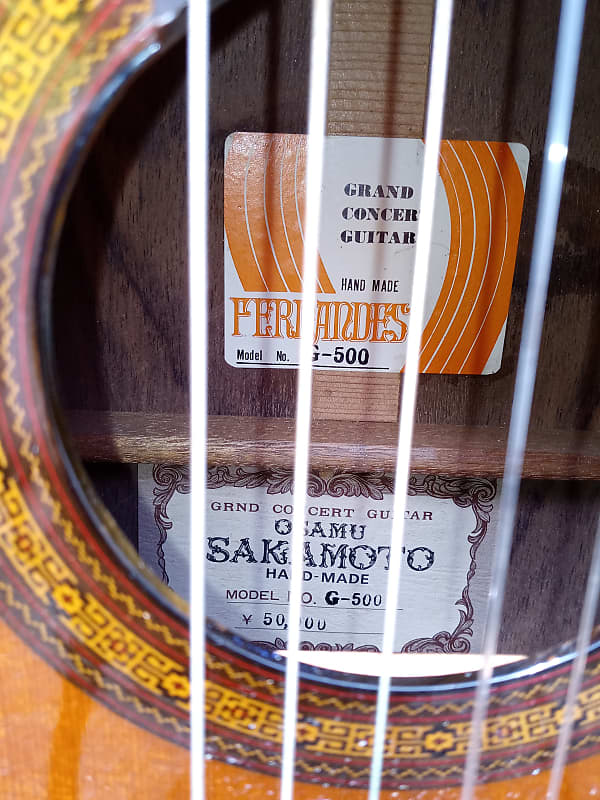 GRAND
CONCER
GUITAR
HAND MADE
FERNANDES
Model No. G-500
GRND CONCERT GUITAR
OSAMU
SAKAMOTO
HAND-MADE
MODEL NO. G-500
¥ 50,000